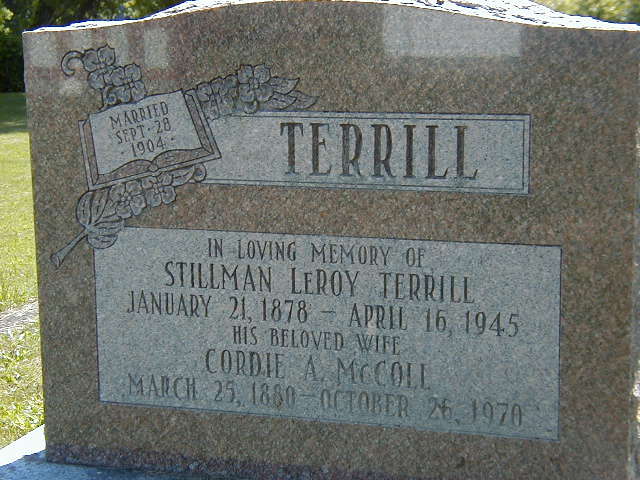 MARRIED
SEPT. 28
1904
TERRILL
IN LOVING MEMORY OF
STILLMAN LEROY TERRILL
JANUARY 21, 1878 - APRIL 16, 1945
HIS BELOVED WIFE
CORDIE A. MCCOLL
MARCH 25, 1880 - OCTOBER 26, 1970